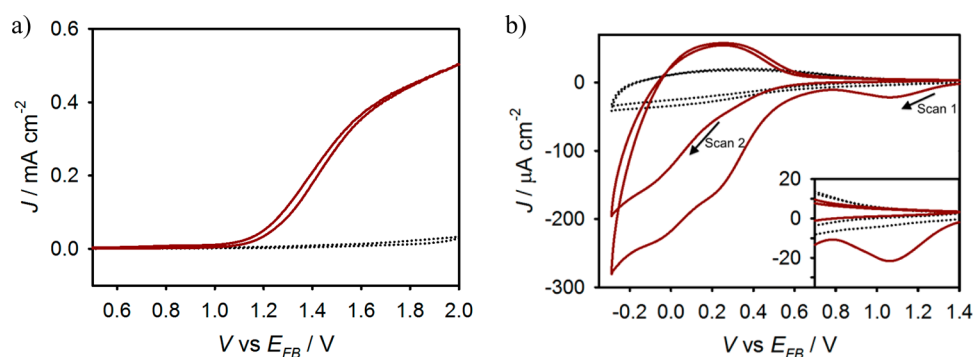 a)
0.6
0.4
0.2
0.0
J / mA cm-2
0.6 0.8 1.0 1.2 1.4 1.6 1.8 2.0
V vs EFB / V
b)
0
-100
-200
-300
J / μA cm-2
Scan 1
Scan 2
20
0
-20
-0.2 0.0 0.2 0.4 0.6 0.8 1.0 1.2 1.4
V vs EFB / V